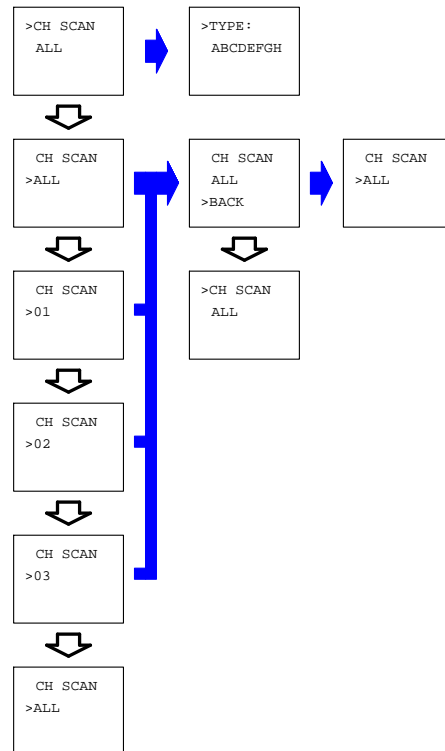 >CH SCAN
ALL
>TYPE:
ABCDEFGH
CH SCAN
>ALL
CH SCAN
ALL
>BACK
CH SCAN
>ALL
CH SCAN
>01
>CH SCAN
ALL
CH SCAN
>02
CH SCAN
>03
CH SCAN
>ALL